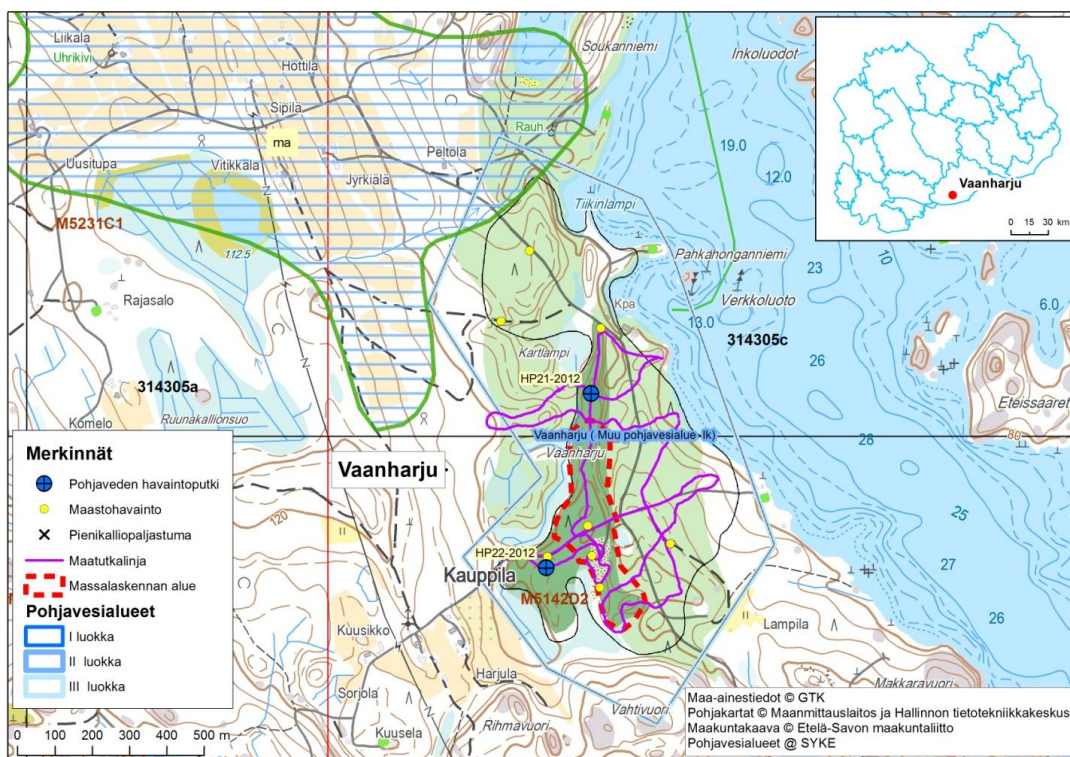 Liikala
Uhrikivi
Hottila
Sipilä
ma
Uusitupa
Vitikkala
Jyrkiälä
Peltola
Rauh.
Soukanniemi
Inkoluodot
19.0
12.0
Tiikinlampi
Pahkahonganniemi
Verkkoluoto
23
10
6.0
13.0
26
M5231C1
112.5
Rajasalo
314305a
314305c
Kpa
Kartlampi
HP21-2012
Eteissaaret
Ruunakallionsuo
Komelo
80
28
Vaanharju ( Muu pohjavesialue -lk)
Vaanharju
Vaanharju
120
II
25
27
26
HP22-2012
Kauppila
M5142D2
Kuusikko
Harjula
Sorjola
Kuusela
Rihmavuori
Vahtivuori
II
Lampila
Makkaravuori
Vaanharju
0 15 30 km
Merkinnät
Pohjaveden havaintoputki
Maastohavainto
Pienikalliopaljastuma
Maatutkalinja
Massalaskennan alue
Pohjavesialueet
I luokka
II luokka
III luokka
0 100 200 300 400 500 m
Maa-ainestiedot © GTK
Pohjakartat © Maanmittauslaitos ja Hallinnon tietotekniikkakeskus
Maakuntakaava © Etelä-Savon maakuntaliitto
Pohjavesialueet @ SYKE